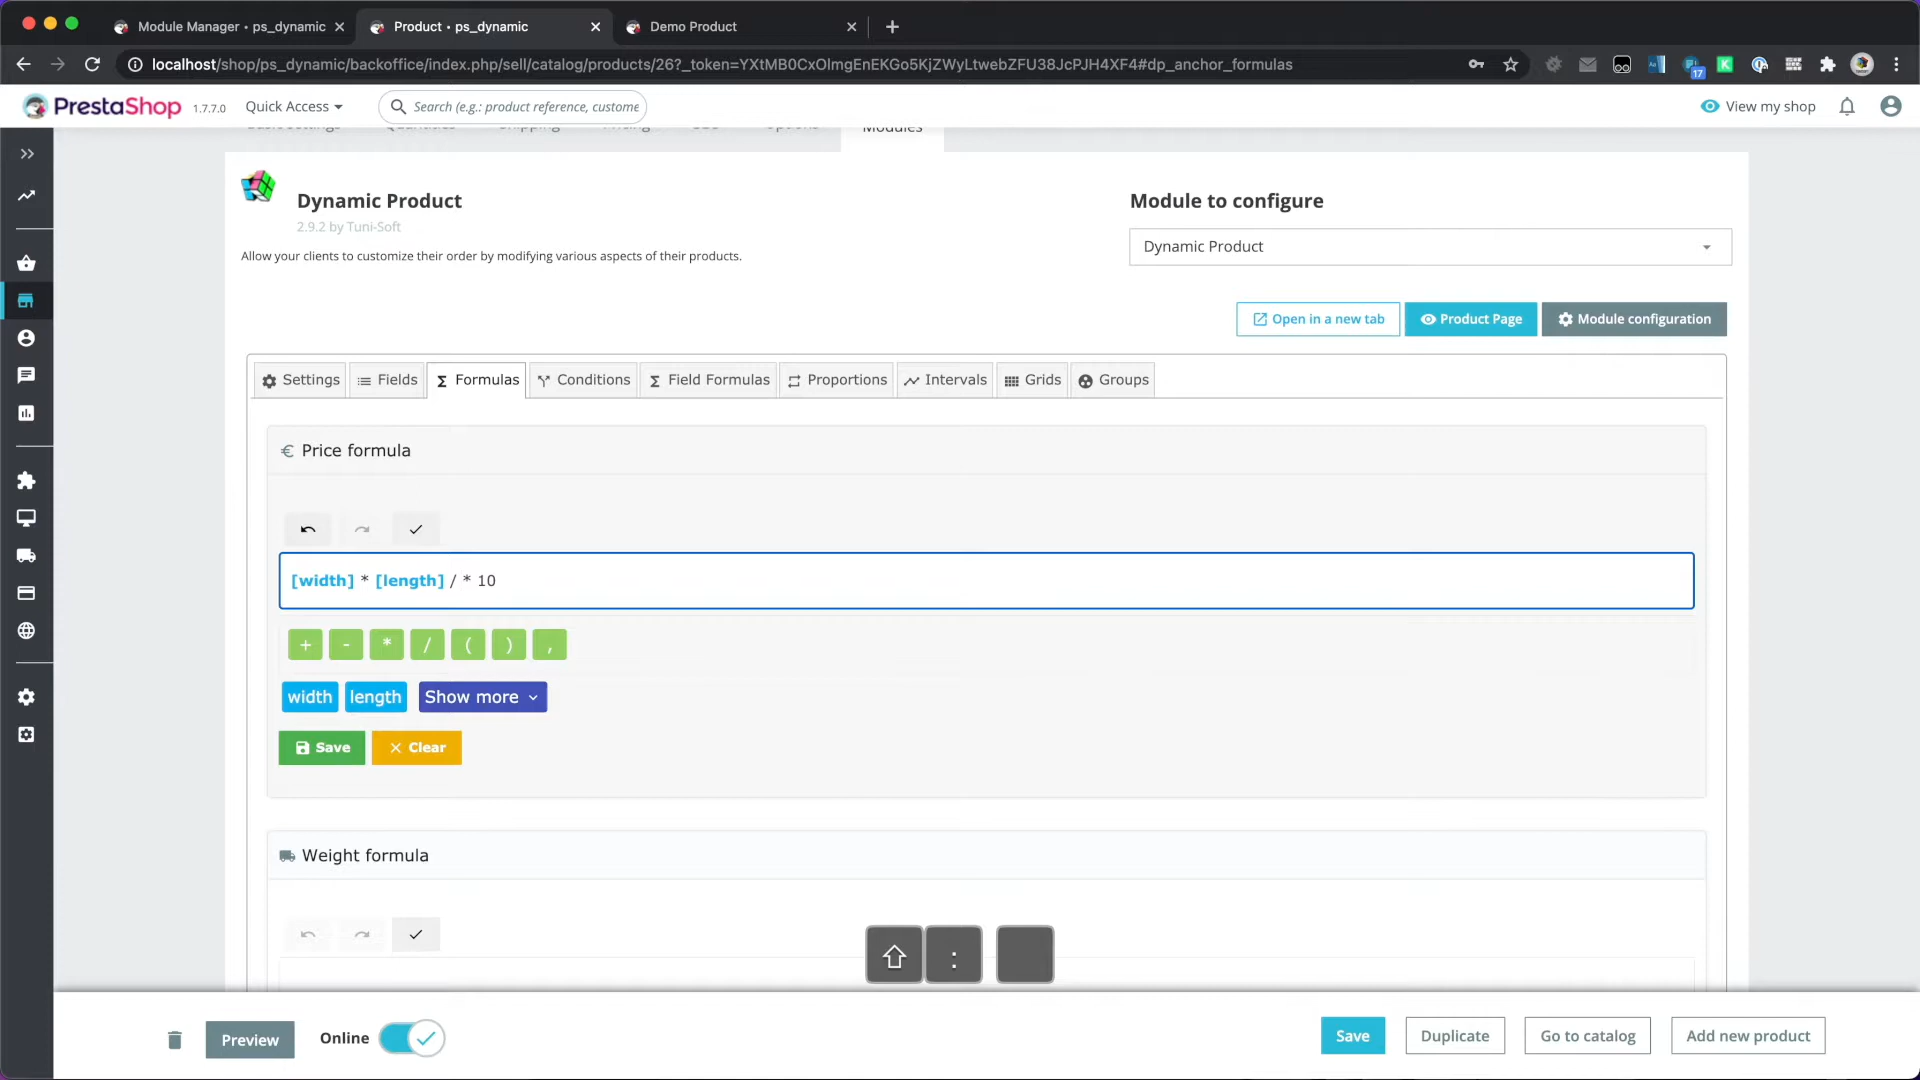 Module Manager • ps_dynamic
Product • ps_dynamic
Demo Product
localhost/shop/ps_dynamic/backoffice/index.php/sell/catalog/products/26?_token=YXtMB0CxOlmgEnEKGo5KjZWyLtwebZFU38JcPJH4XF4#dp_anchor_formulas
17
PrestaShop 1.7.7.0
Quick Access
Search (e.g.: product reference, custome
View my shop
Basic settings
Quantities
Shipping
Pricing
SEO
Options
Modules
Dynamic Product
2.9.2 by Tuni-Soft
Allow your clients to customize their order by modifying various aspects of their products.
Module to configure
Dynamic Product
Open in a new tab
Product Page
Module configuration
Settings
Fields
Σ Formulas
Conditions
Σ Field Formulas
Proportions
Intervals
Grids
Groups
€ Price formula
[width] * [length] / * 10
+ - * / ( ) ,
width length Show more
Save
Clear
Weight formula
:
Preview
Online
Save
Duplicate
Go to catalog
Add new product